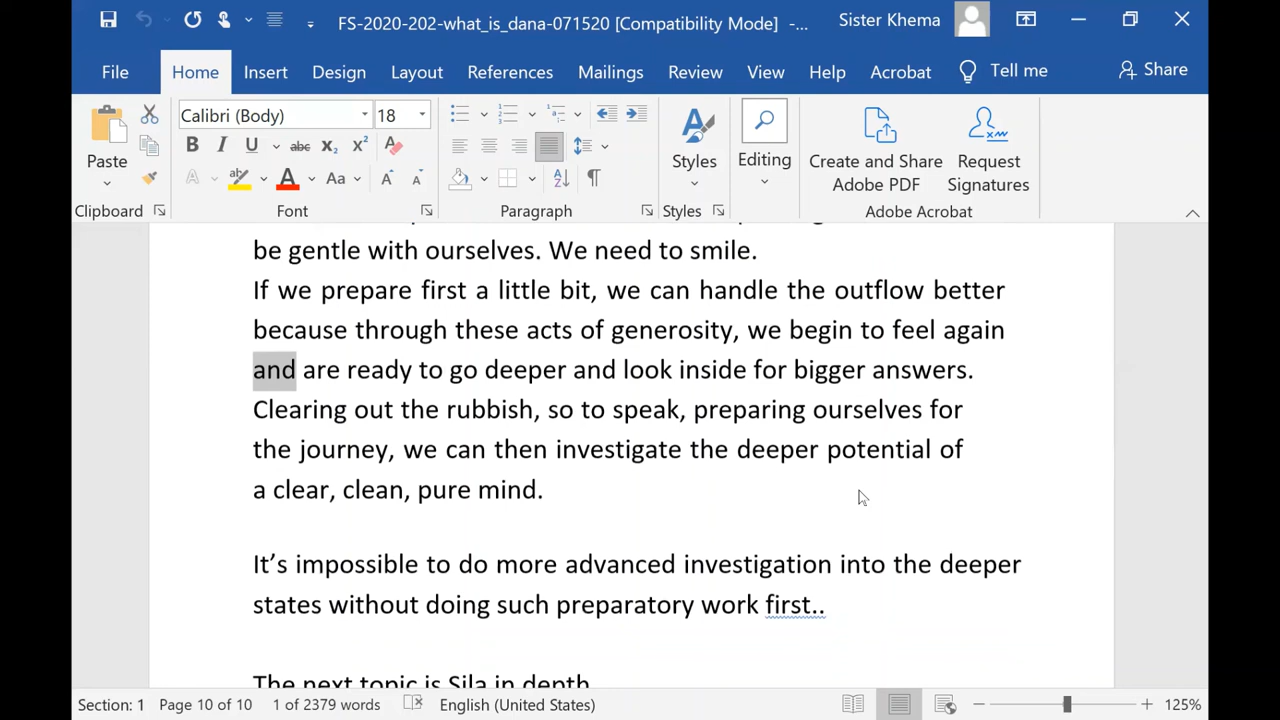 FS-2020-202-what_is_dana-071520 [Compatibility Mode] -...
Sister Khema
File Home Insert Design Layout References Mailings Review View Help Acrobat Tell me Share
Calibri (Body) 18
Paste
Styles
Editing
Create and Share Adobe PDF
Request Signatures
Clipboard Font Paragraph Styles Adobe Acrobat
be gentle with ourselves. We need to smile.
If we prepare first a little bit, we can handle the outflow better
because through these acts of generosity, we begin to feel again
and are ready to go deeper and look inside for bigger answers.
Clearing out the rubbish, so to speak, preparing ourselves for
the journey, we can then investigate the deeper potential of
a clear, clean, pure mind.
It's impossible to do more advanced investigation into the deeper
states without doing such preparatory work first..
The next topic is Sila in depth
Section: 1 Page 10 of 10 1 of 2379 words English (United States) 125%